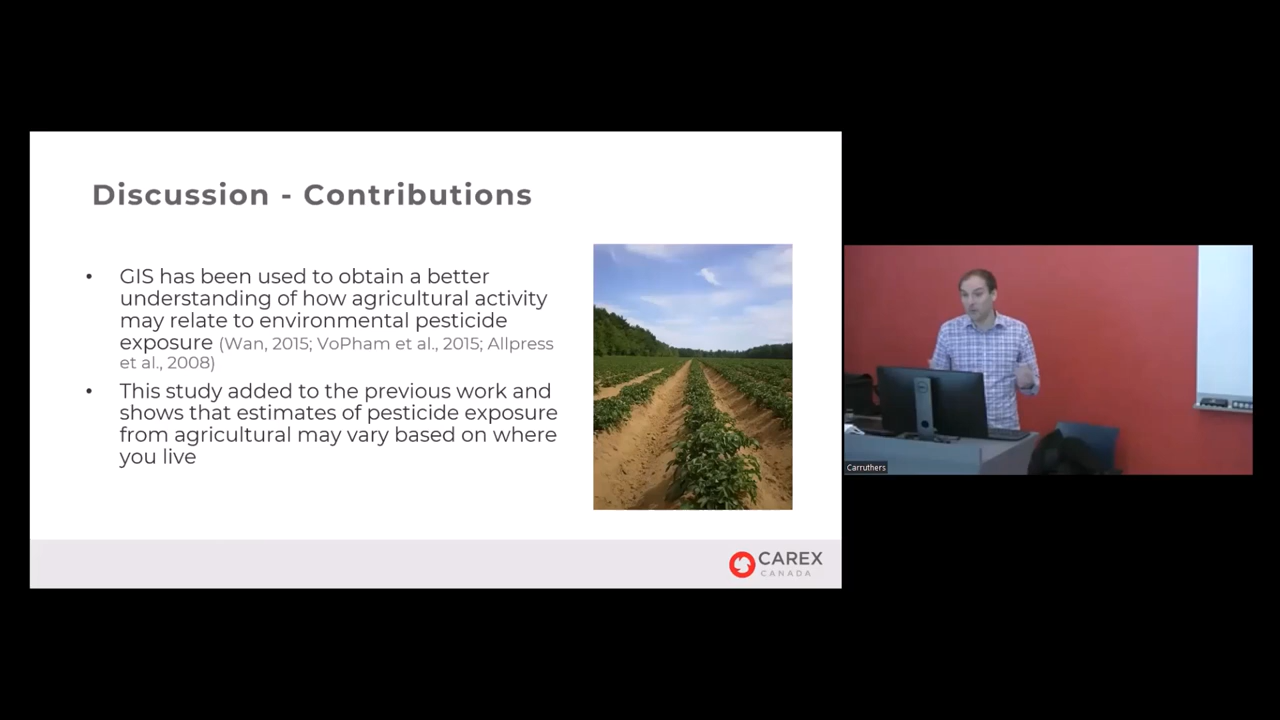 Discussion - Contributions
• GIS has been used to obtain a better
understanding of how agricultural activity
may relate to environmental pesticide
exposure (Wan, 2015; VoPham et al., 2015; Allpress
et al., 2008)
• This study added to the previous work and
shows that estimates of pesticide exposure
from agricultural may vary based on where
you live
CAREX
CANADA
Carruthers